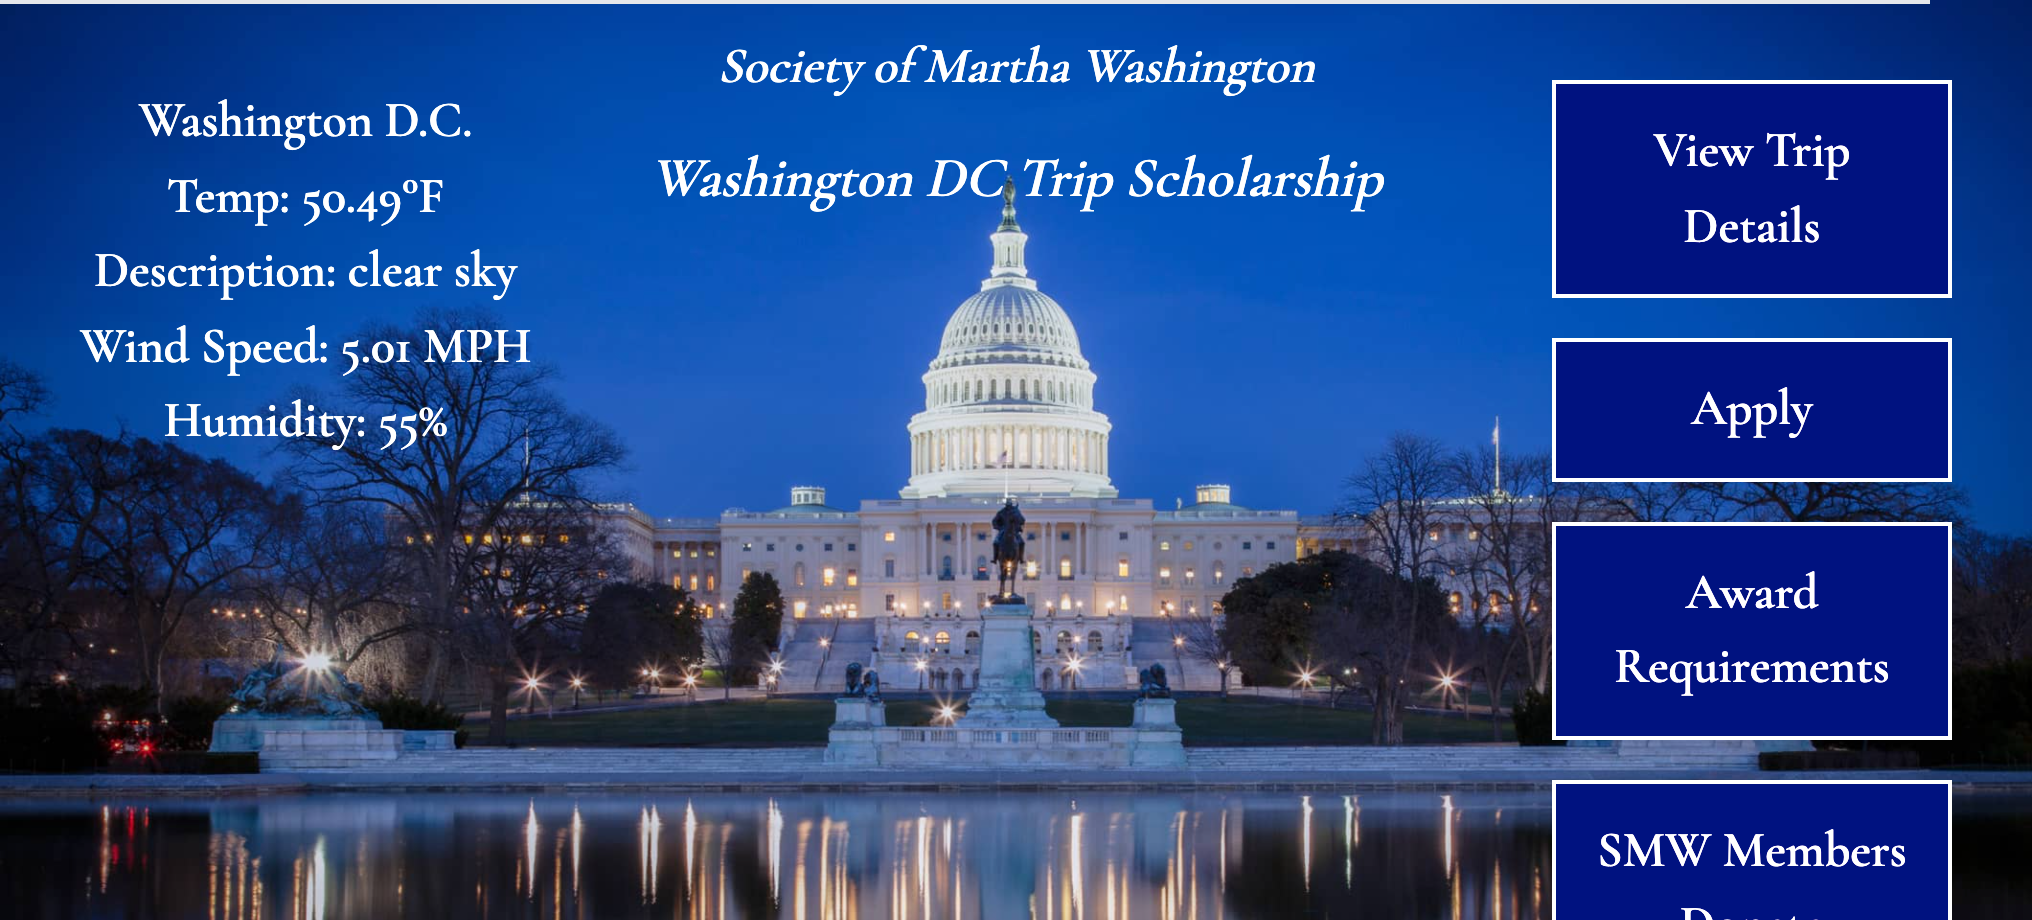 Society of Martha Washington
Washington DC Trip Scholarship
Washington D.C.
Temp: 50.49°F
Description: clear sky
Wind Speed: 5.01 MPH
Humidity: 55%
View Trip
Details
Apply
Award
Requirements
SMW Members